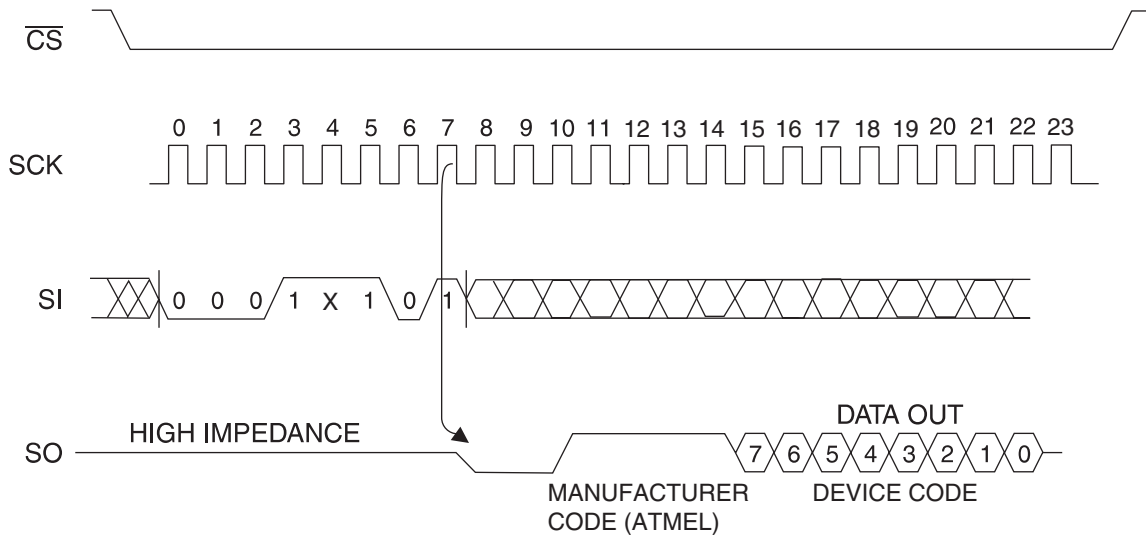 CS
0 1 2 3 4 5 6 7 8 9 10 11 12 13 14 15 16 17 18 19 20 21 22 23
SCK
SI
0 0 0 1 X 1 0 1
HIGH IMPEDANCE
DATA OUT
SO
7 6 5 4 3 2 1 0
MANUFACTURER
CODE (ATMEL)
DEVICE CODE